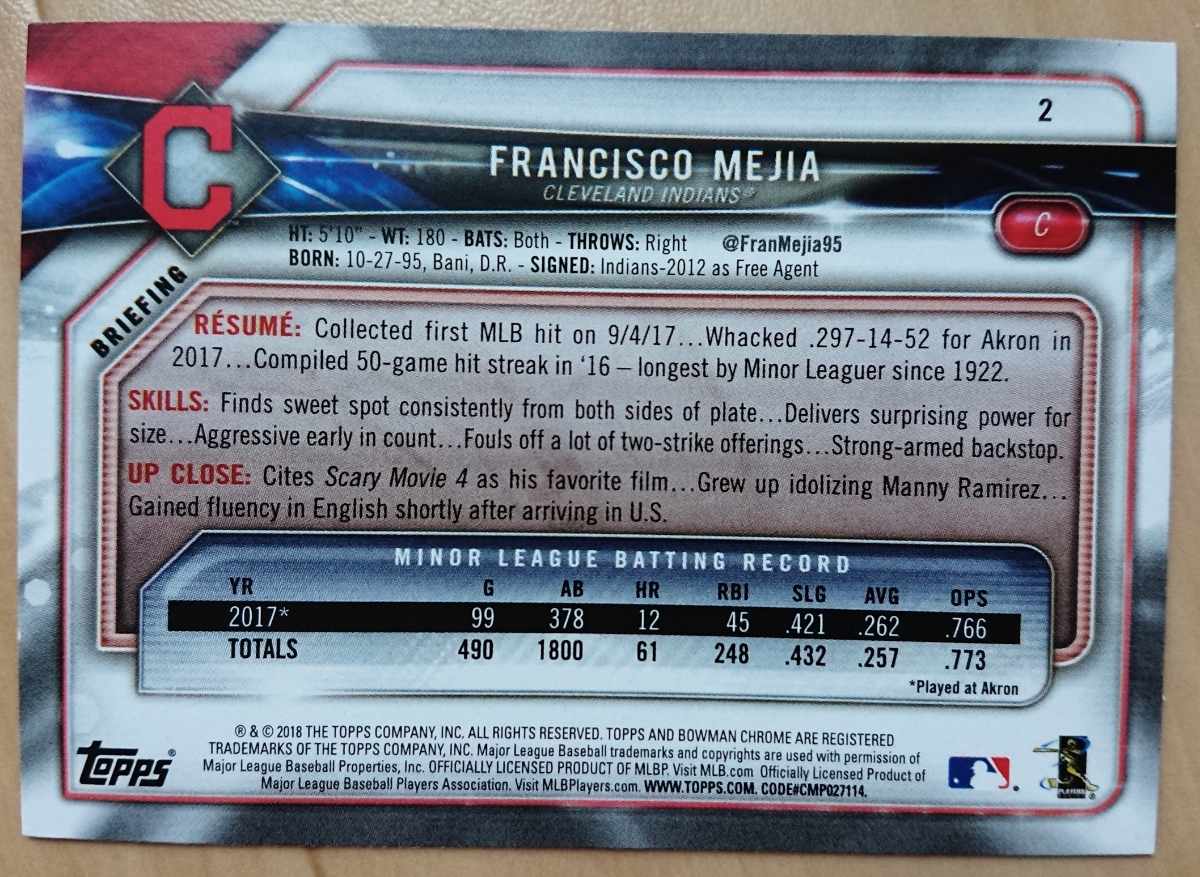 2
C
FRANCISCO MEJIA
CLEVELAND INDIANS®
C
HT: 5'10" - WT: 180 - BATS: Both - THROWS: Right @FranMejia95
BORN: 10-27-95, Bani, D.R. - SIGNED: Indians-2012 as Free Agent
BRIEFING
RÉSUMÉ: Collected first MLB hit on 9/4/17...Whacked .297-14-52 for Akron in
2017...Compiled 50-game hit streak in ‘16 – longest by Minor Leaguer since 1922.
SKILLS: Finds sweet spot consistently from both sides of plate...Delivers surprising power for
size...Aggressive early in count...Fouls off a lot of two-strike offerings...Strong-armed backstop.
UP CLOSE: Cites Scary Movie 4 as his favorite film...Grew up idolizing Manny Ramirez...
Gained fluency in English shortly after arriving in U.S.
MINOR LEAGUE BATTING RECORD
YR G AB HR RBI SLG AVG OPS
2017* 99 378 12 45 .421 .262 .766
TOTALS 490 1800 61 248 .432 .257 .773
*Played at Akron
® & © 2018 THE TOPPS COMPANY, INC. ALL RIGHTS RESERVED. TOPPS AND BOWMAN CHROME ARE REGISTERED
TRADEMARKS OF THE TOPPS COMPANY, INC. Major League Baseball trademarks and copyrights are used with permission of
Major League Baseball Properties, Inc. OFFICIALLY LICENSED PRODUCT OF MLBP. Visit MLB.com Officially Licensed Product of
Major League Baseball Players Association. Visit MLBPlayers.com. WWW.TOPPS.COM. CODE#CMP027114.
TOPPS®
PLAYERS